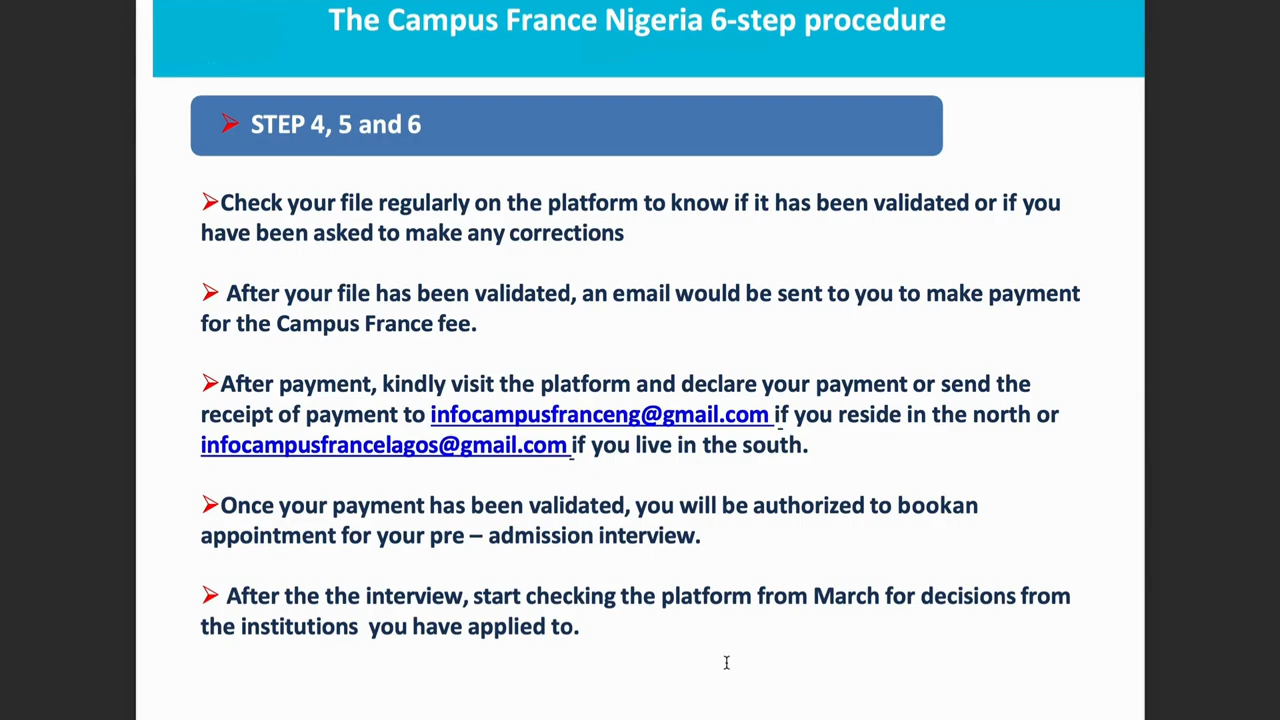 The Campus France Nigeria 6-step procedure
➢ STEP 4, 5 and 6
➢Check your file regularly on the platform to know if it has been validated or if you
have been asked to make any corrections
➢ After your file has been validated, an email would be sent to you to make payment
for the Campus France fee.
➢After payment, kindly visit the platform and declare your payment or send the
receipt of payment to infocampusfranceng@gmail.com if you reside in the north or
infocampusfrancelagos@gmail.com if you live in the south.
➢Once your payment has been validated, you will be authorized to bookan
appointment for your pre – admission interview.
➢ After the the interview, start checking the platform from March for decisions from
the institutions  you have applied to.